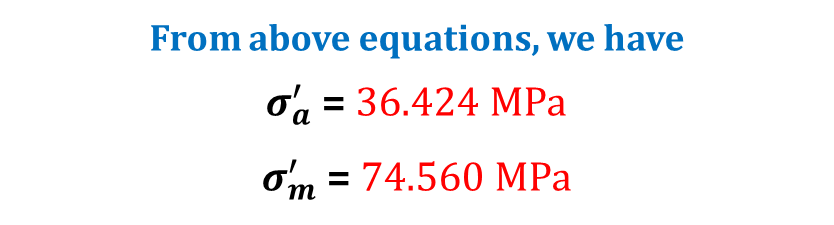 From above equations, we have
σ′ₐ = 36.424 MPa
σ′ₘ = 74.560 MPa